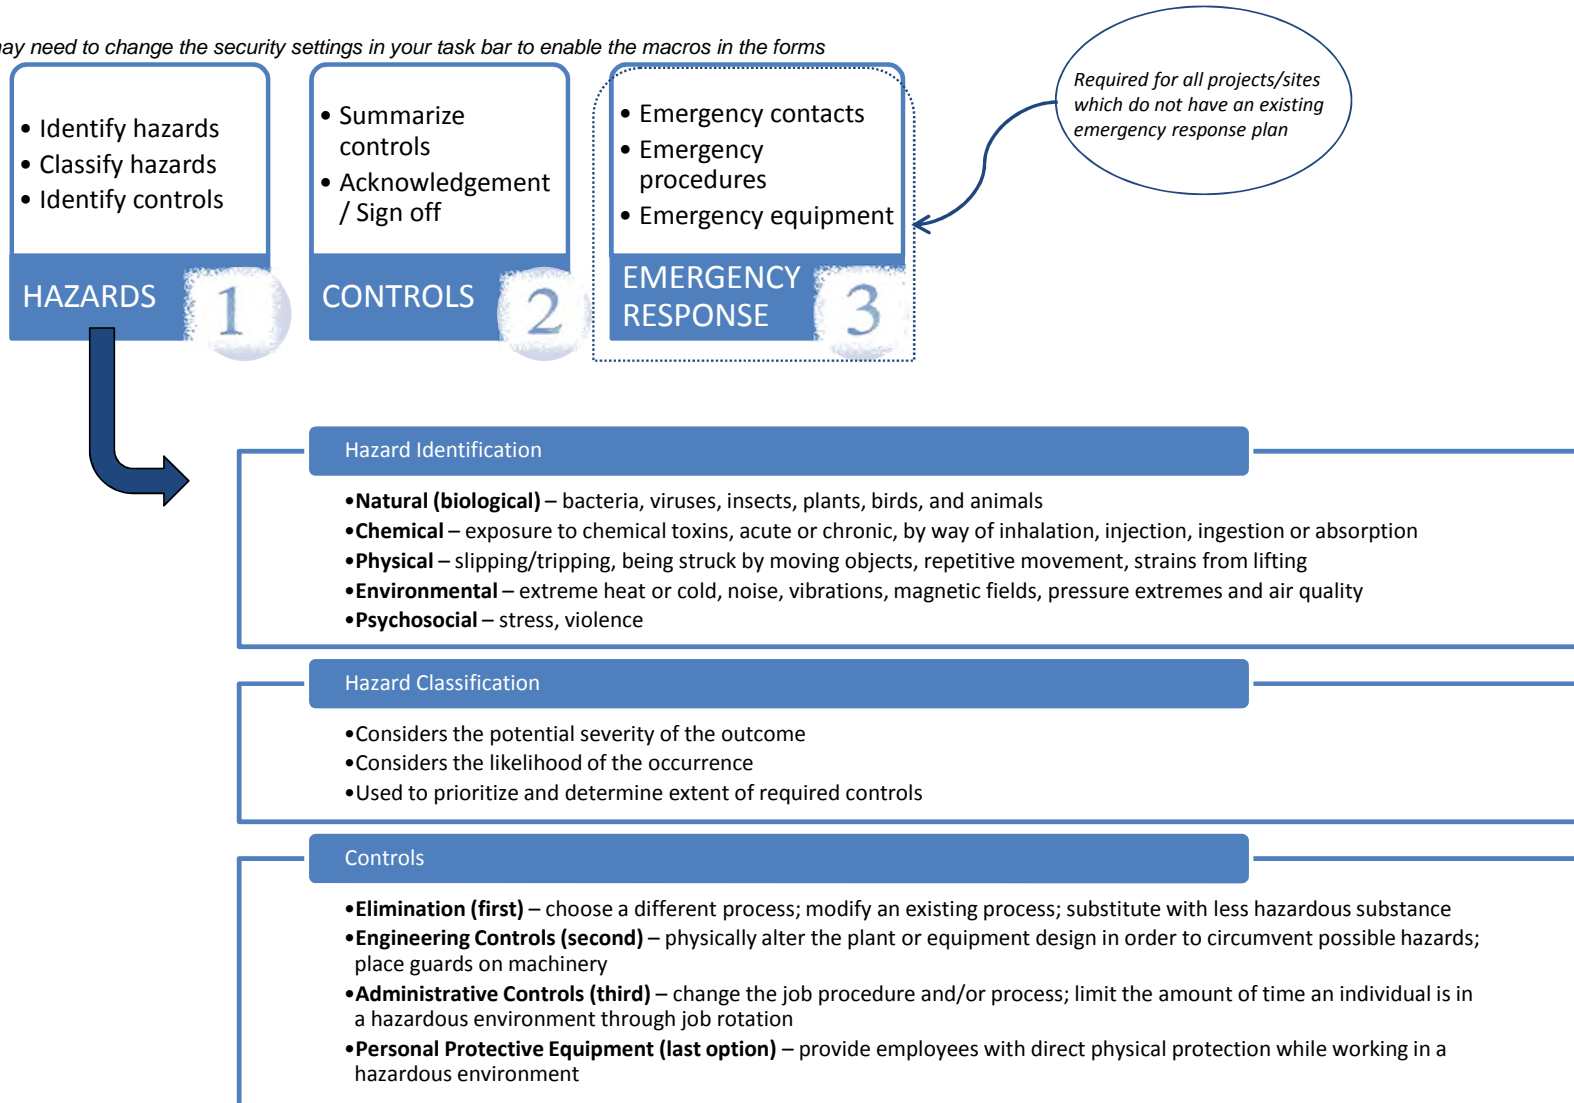 may need to change the security settings in your task bar to enable the macros in the forms
• Identify hazards
• Classify hazards
• Identify controls
HAZARDS
1
• Summarize
controls
• Acknowledgement
/ Sign off
CONTROLS
2
• Emergency contacts
• Emergency
procedures
• Emergency equipment
EMERGENCY
RESPONSE
3
Required for all projects/sites
which do not have an existing
emergency response plan
Hazard Identification
•Natural (biological) – bacteria, viruses, insects, plants, birds, and animals
•Chemical – exposure to chemical toxins, acute or chronic, by way of inhalation, injection, ingestion or absorption
•Physical – slipping/tripping, being struck by moving objects, repetitive movement, strains from lifting
•Environmental – extreme heat or cold, noise, vibrations, magnetic fields, pressure extremes and air quality
•Psychosocial – stress, violence
Hazard Classification
•Considers the potential severity of the outcome
•Considers the likelihood of the occurrence
•Used to prioritize and determine extent of required controls
Controls
•Elimination (first) – choose a different process; modify an existing process; substitute with less hazardous substance
•Engineering Controls (second) – physically alter the plant or equipment design in order to circumvent possible hazards;
place guards on machinery
•Administrative Controls (third) – change the job procedure and/or process; limit the amount of time an individual is in
a hazardous environment through job rotation
•Personal Protective Equipment (last option) – provide employees with direct physical protection while working in a
hazardous environment